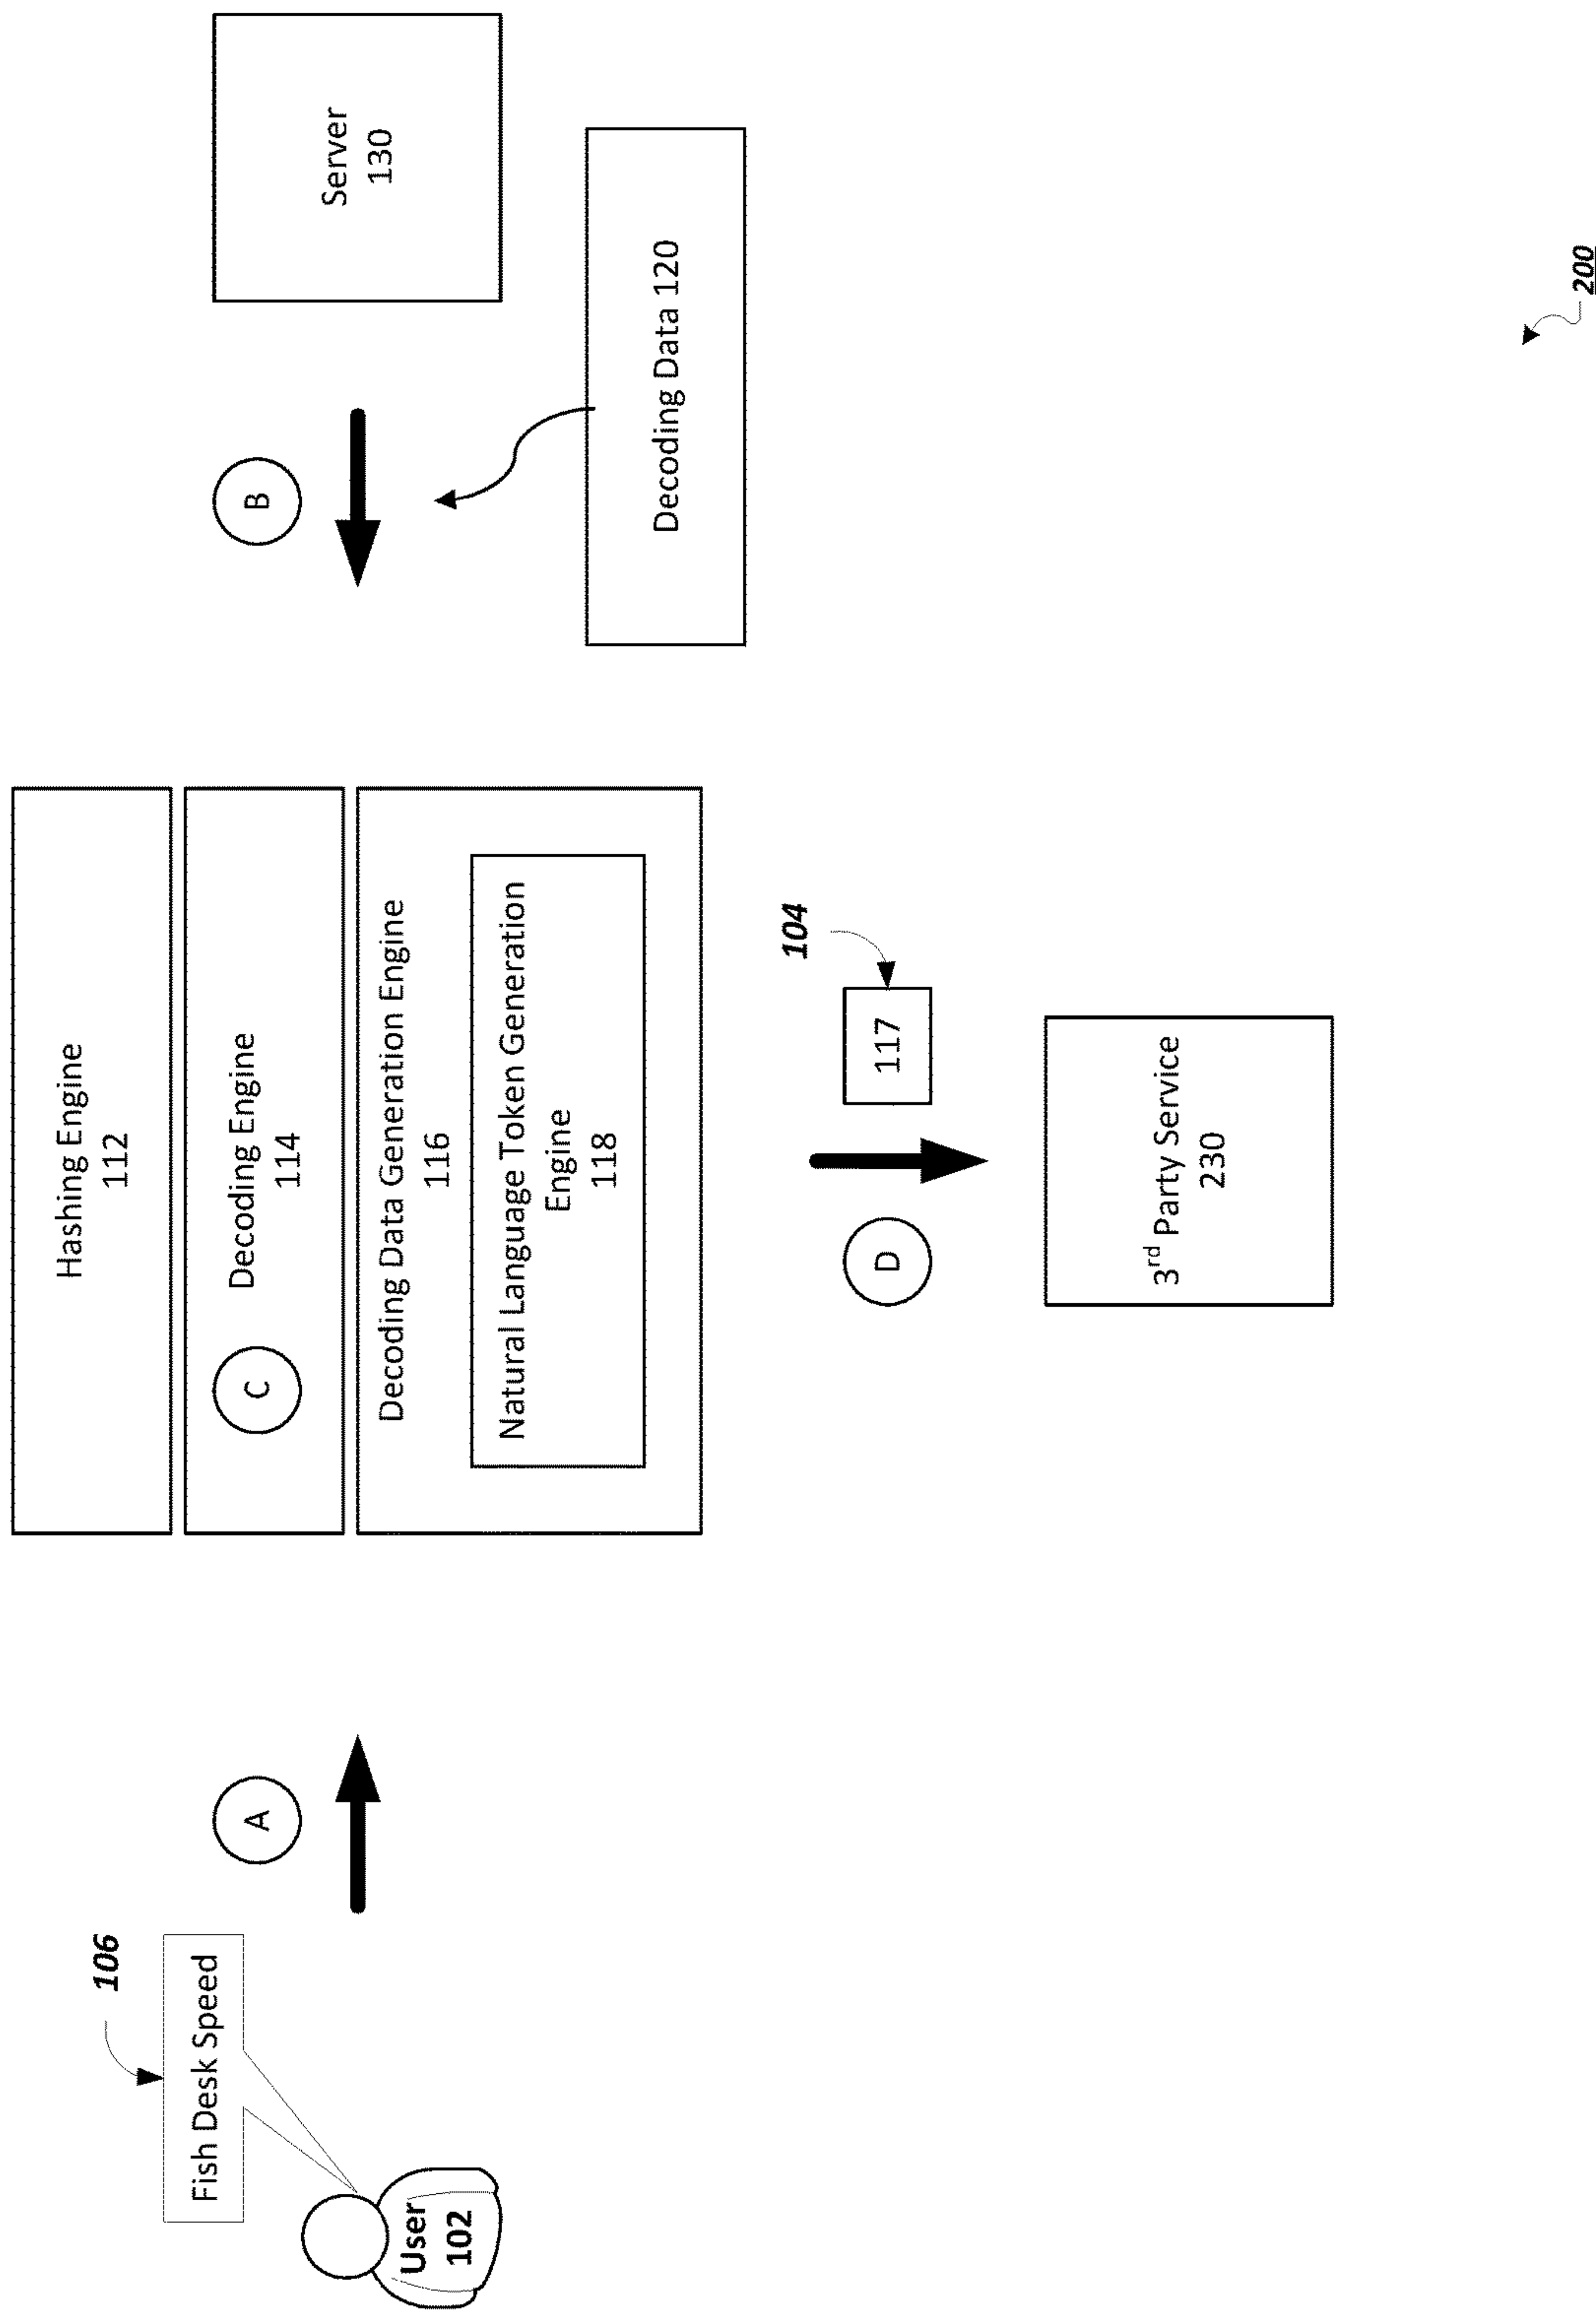 106
Fish Desk Speed
User
102
A
Hashing Engine
112
C
Decoding Engine
114
Decoding Data Generation Engine
116
Natural Language Token Generation
Engine
118
B
Server
130
Decoding Data 120
D
117
104
3rd Party Service
230
200